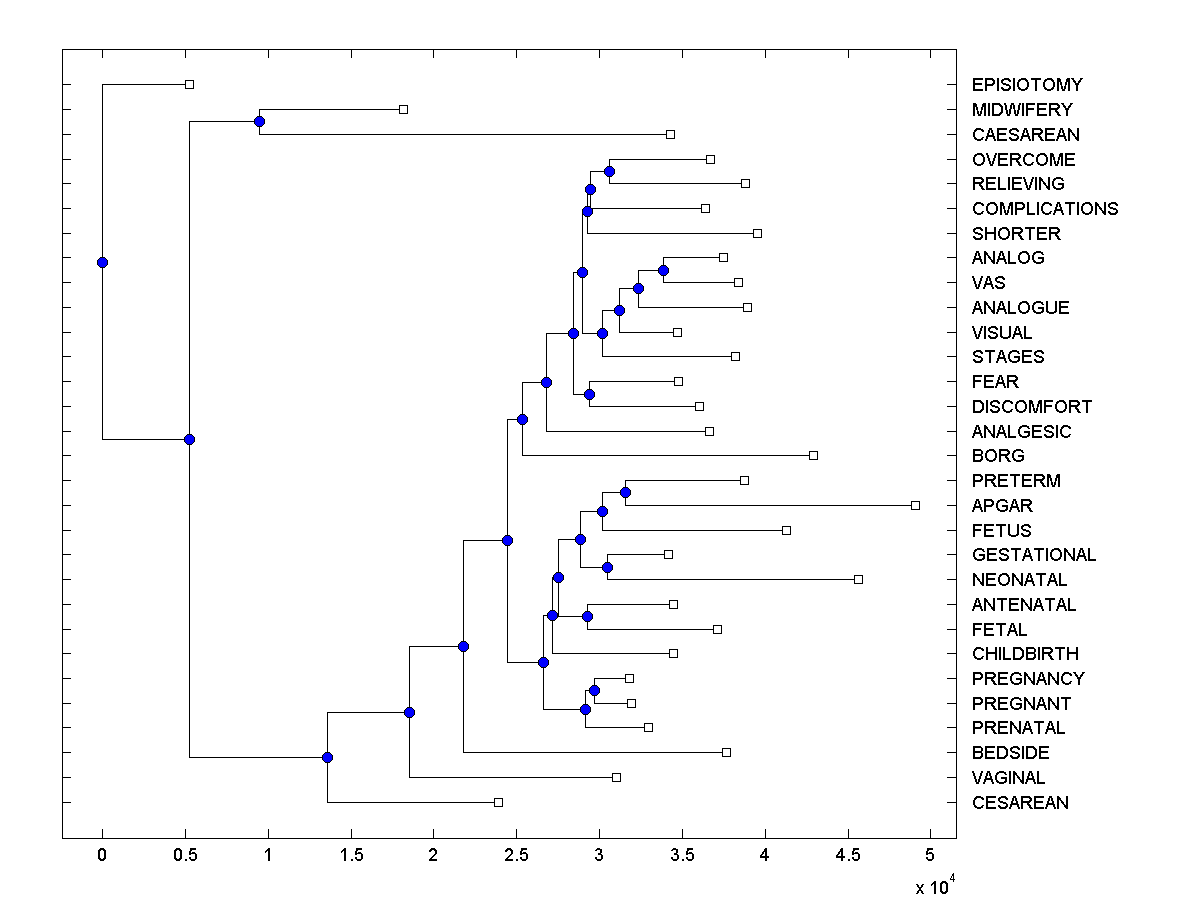 EPISIOTOMY
MIDWIFERY
CAESAREAN
OVERCOME
RELIEVING
COMPLICATIONS
SHORTER
ANALOG
VAS
ANALOGUE
VISUAL
STAGES
FEAR
DISCOMFORT
ANALGESIC
BORG
PRETERM
APGAR
FETUS
GESTATIONAL
NEONATAL
ANTENATAL
FETAL
CHILDBIRTH
PREGNANCY
PREGNANT
PRENATAL
BEDSIDE
VAGINAL
CESAREAN
0 0.5 1 1.5 2 2.5 3 3.5 4 4.5 5
x 10^4